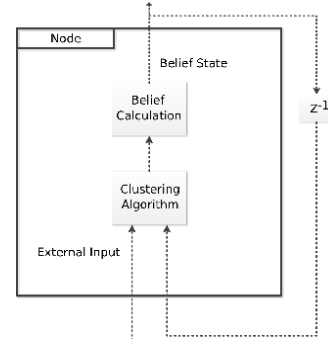 Node
Belief State
Belief
Calculation
z-1
Clustering
Algorithm
External Input